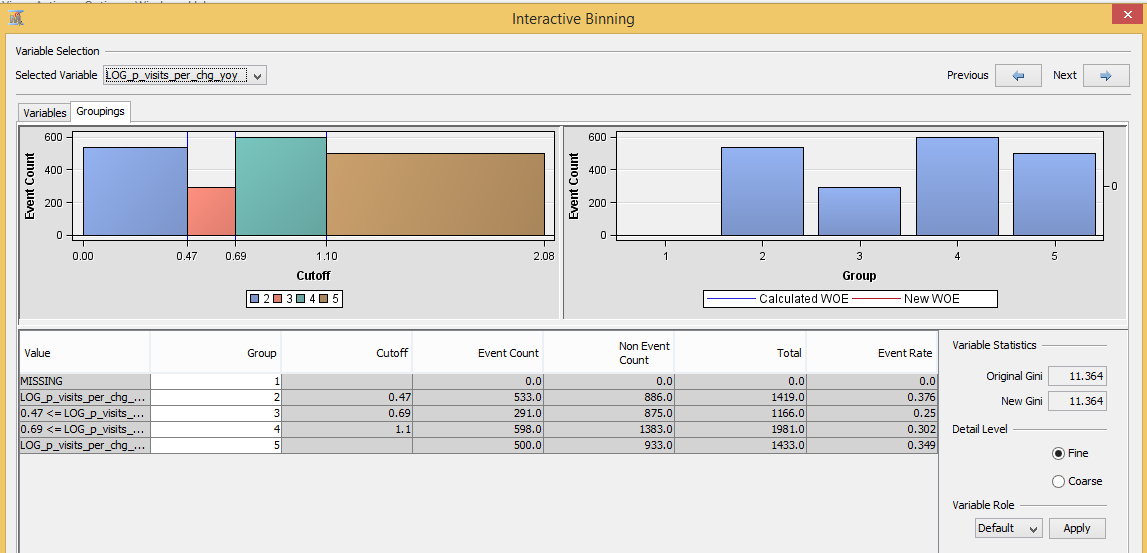 Interactive Binning
Variable Selection
Selected Variable LOG_p_visits_per_chg_yoy
Previous Next
Variables Groupings
Event Count
600
400
200
0
0.00 0.47 0.69 1.10 2.08
Cutoff
2 3 4 5
Event Count
600
400
200
0
0
1 2 3 4 5
Group
Calculated WOE New WOE
Value Group Cutoff Event Count Non Event Count Total Event Rate
MISSING 1 0.0 0.0 0.0 0.0
LOG_p_visits_per_chg_... 2 0.47 533.0 886.0 1419.0 0.376
0.47 <= LOG_p_visits_... 3 0.69 291.0 875.0 1166.0 0.25
0.69 <= LOG_p_visits_... 4 1.1 598.0 1383.0 1981.0 0.302
LOG_p_visits_per_chg_... 5 500.0 933.0 1433.0 0.349
Variable Statistics
Original Gini 11.364
New Gini 11.364
Detail Level
Fine
Coarse
Variable Role
Default Apply